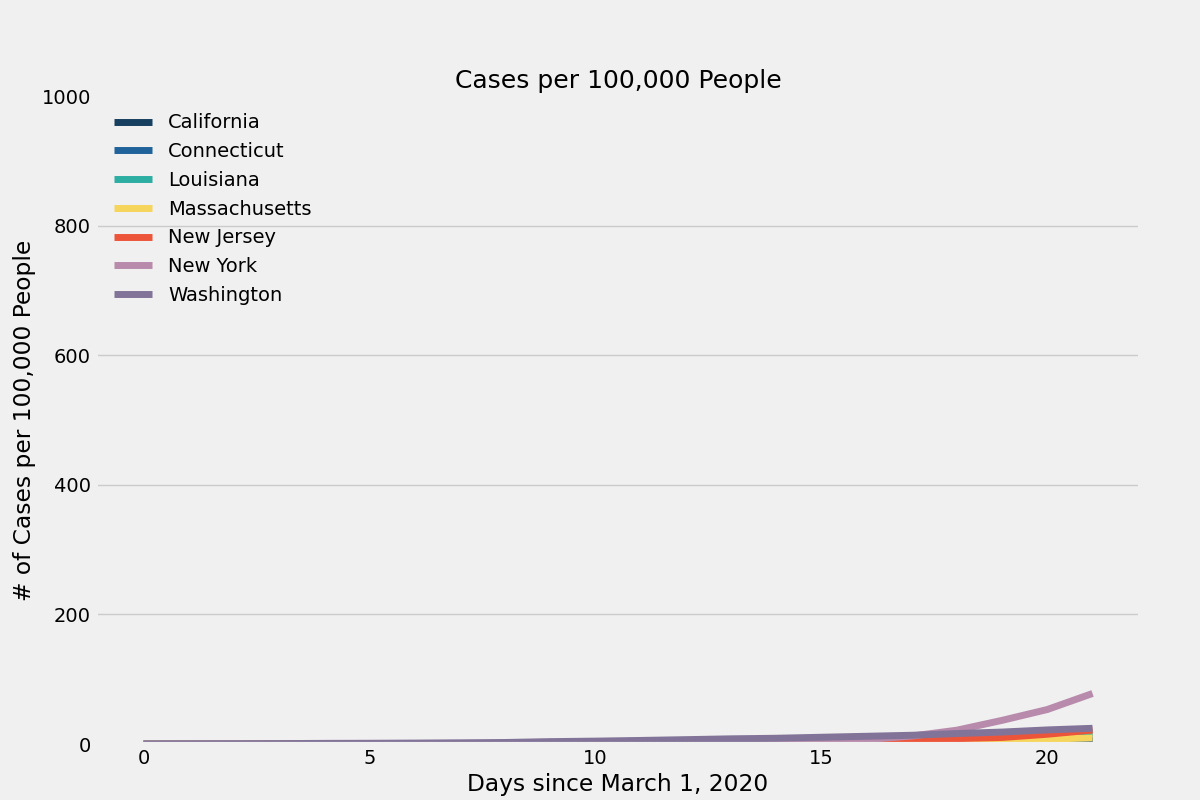 Cases per 100,000 People
1000
800
600
400
200
0
# of Cases per 100,000 People
California
Connecticut
Louisiana
Massachusetts
New Jersey
New York
Washington
0 5 10 15 20
Days since March 1, 2020